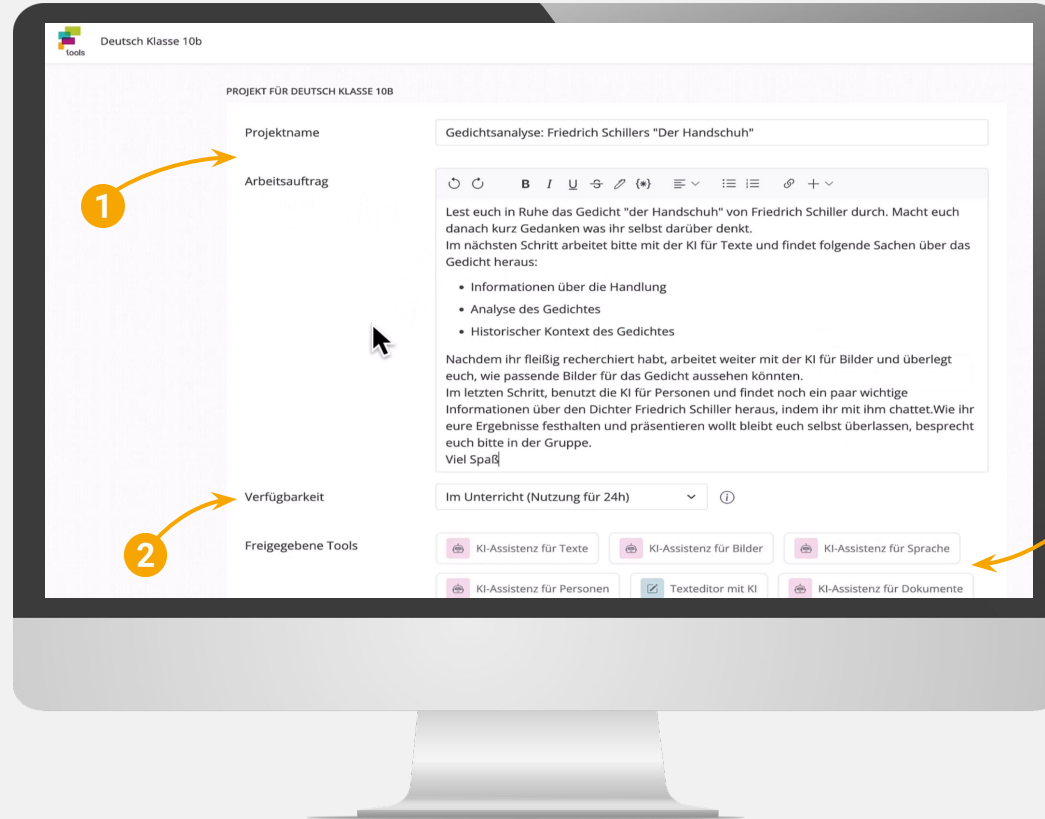 tools
Deutsch Klasse 10b
PROJEKT FÜR DEUTSCH KLASSE 10B
Projektname
Gedichtsanalyse: Friedrich Schillers "Der Handschuh"
1
Arbeitsauftrag
B I U S {*}
Lest euch in Ruhe das Gedicht "der Handschuh" von Friedrich Schiller durch. Macht euch
danach kurz Gedanken was ihr selbst darüber denkt.
Im nächsten Schritt arbeitet bitte mit der KI für Texte und findet folgende Sachen über das
Gedicht heraus:
• Informationen über die Handlung
• Analyse des Gedichtes
• Historischer Kontext des Gedichtes
Nachdem ihr fleißig recherchiert habt, arbeitet weiter mit der KI für Bilder und überlegt
euch, wie passende Bilder für das Gedicht aussehen könnten.
Im letzten Schritt, benutzt die KI für Personen und findet noch ein paar wichtige
Informationen über den Dichter Friedrich Schiller heraus, indem ihr mit ihm chattet.Wie ihr
eure Ergebnisse festhalten und präsentieren wollt bleibt euch selbst überlassen, besprecht
euch bitte in der Gruppe.
Viel Spaß
Verfügbarkeit
Im Unterricht (Nutzung für 24h)
2
Freigegebene Tools
KI-Assistenz für Texte
KI-Assistenz für Bilder
KI-Assistenz für Sprache
KI-Assistenz für Personen
Texteditor mit KI
KI-Assistenz für Dokumente